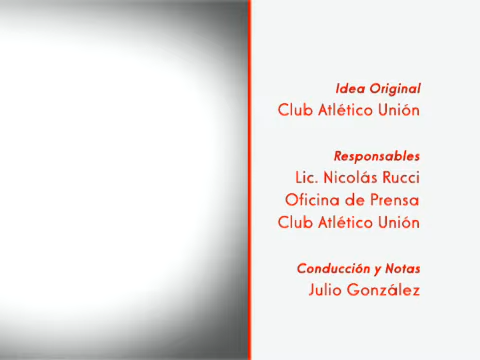 Idea Original
Club Atlético Unión
Responsables
Lic. Nicolás Rucci
Oficina de Prensa
Club Atlético Unión
Conducción y Notas
Julio González